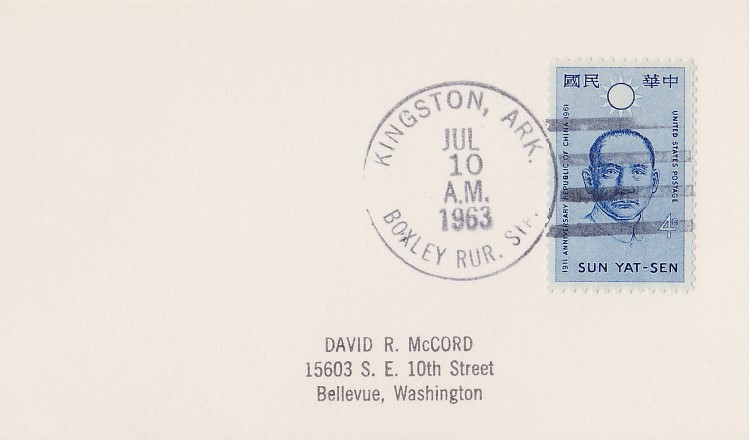 KINGSTON, ARK.
JUL
10
A.M.
1963
BOXLEY RUR. STA.
國民 華中
1911·ANNIVERSARY REPUBLIC OF CHINA·1961
UNITED STATES POSTAGE
4¢
SUN YAT-SEN
DAVID R. McCORD
15603 S. E. 10th Street
Bellevue, Washington